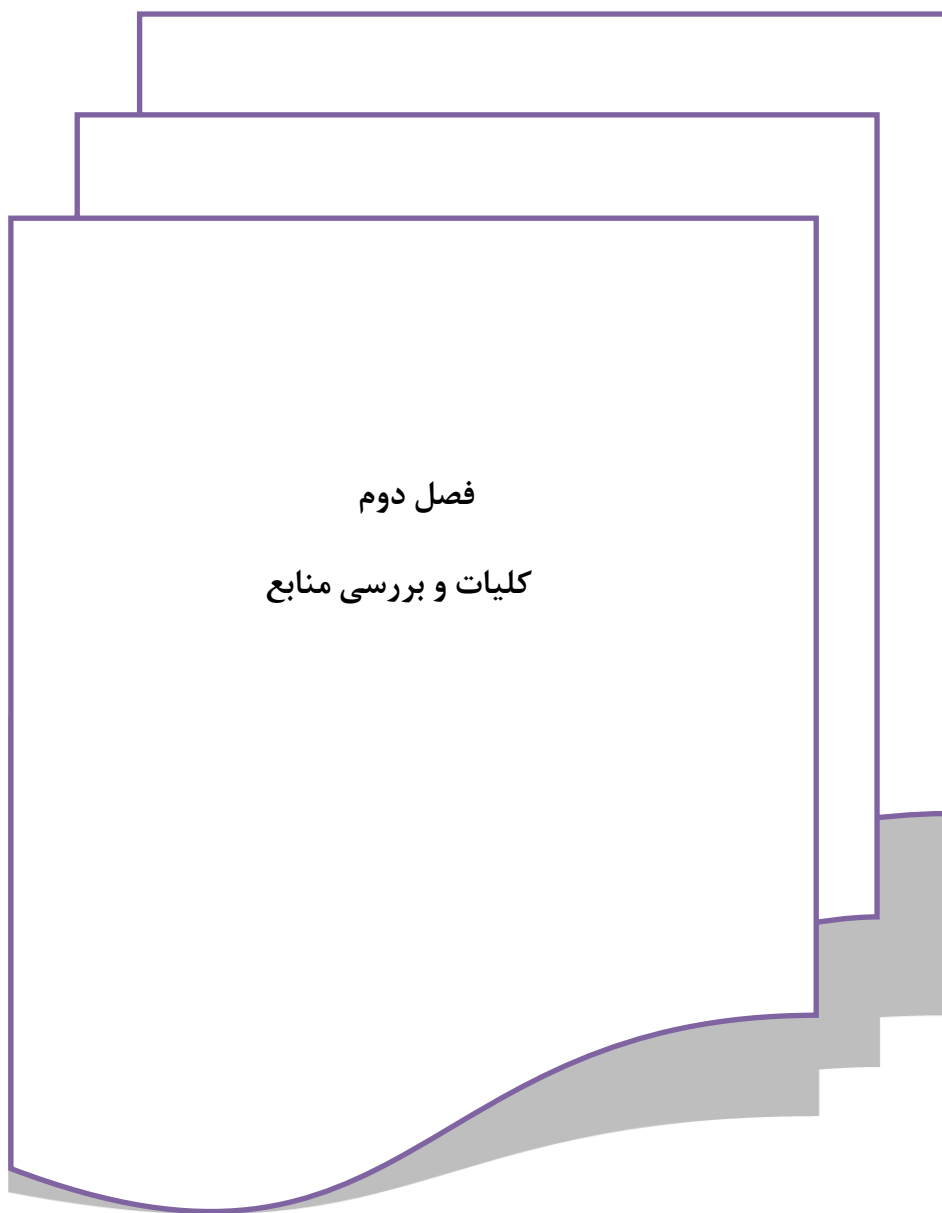 فصل دوم
کلیات و بررسی منابع